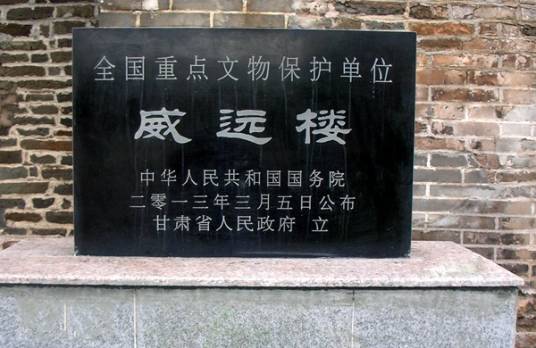 全国重点文物保护单位
威远楼
中华人民共和国国务院
二零一三年三月五日公布
甘肃省人民政府 立